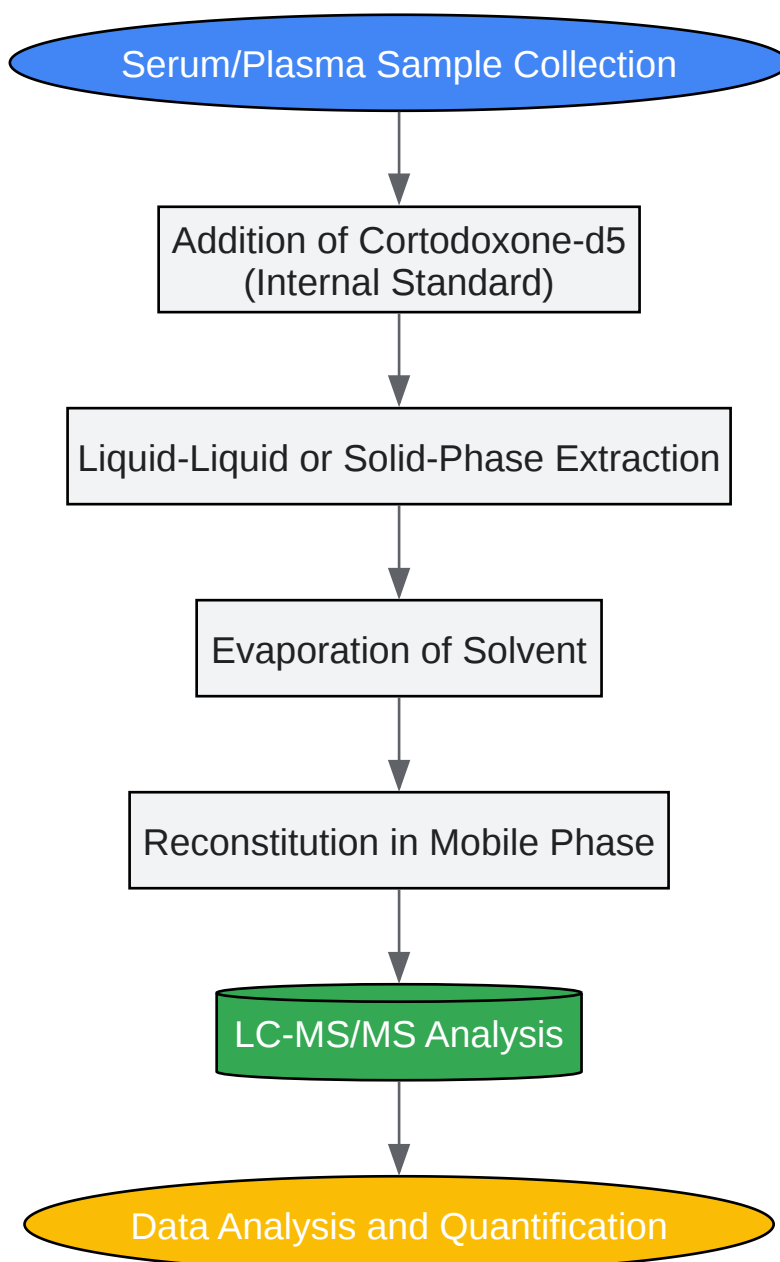 Serum/Plasma Sample Collection
Addition of Cortodoxone-d5
(Internal Standard)
Liquid-Liquid or Solid-Phase Extraction
Evaporation of Solvent
Reconstitution in Mobile Phase
LC-MS/MS Analysis
Data Analysis and Quantification